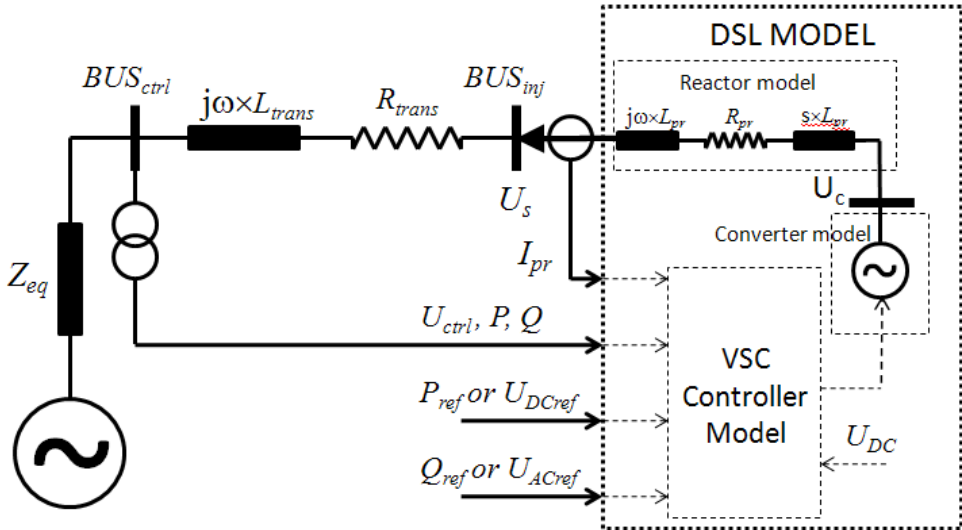 DSL MODEL
Reactor model
BUSctrl
jω×Ltrans
Rtrans
BUSinj
jω×Lpr
Rpr
s×Lpr
Us
Uc
Converter model
Ipr
Zeq
Uctrl, P, Q
VSC
Controller
Model
Pref or UDCref
UDC
Qref or UACref